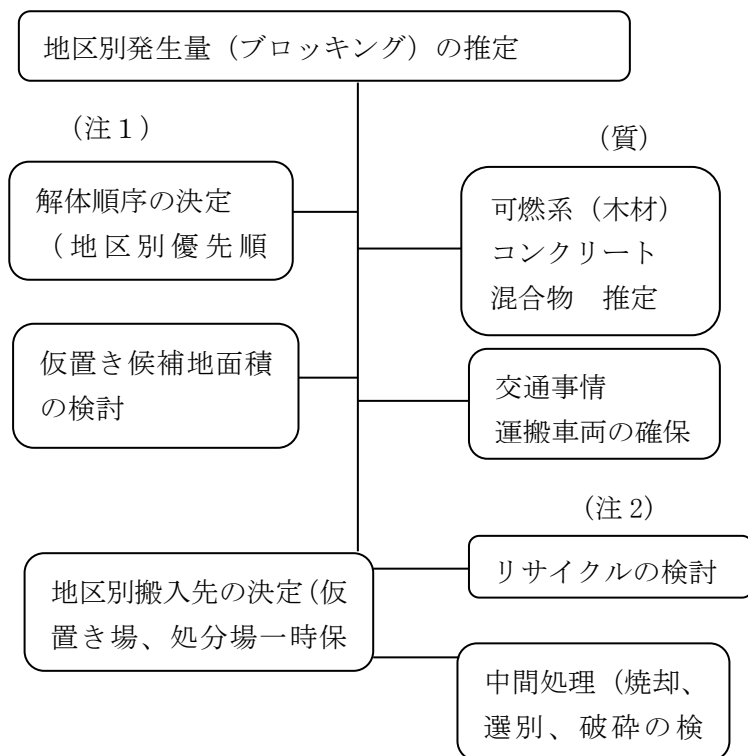 地区別発生量（ブロッキング）の推定
（注１）
（質）
解体順序の決定
（地区別優先順
可燃系（木材）
コンクリート
混合物　推定
仮置き候補地面積
の検討
交通事情
運搬車両の確保
（注 2）
リサイクルの検討
地区別搬入先の決定（仮
置き場、処分場一時保
中間処理（焼却、
選別、破砕の検